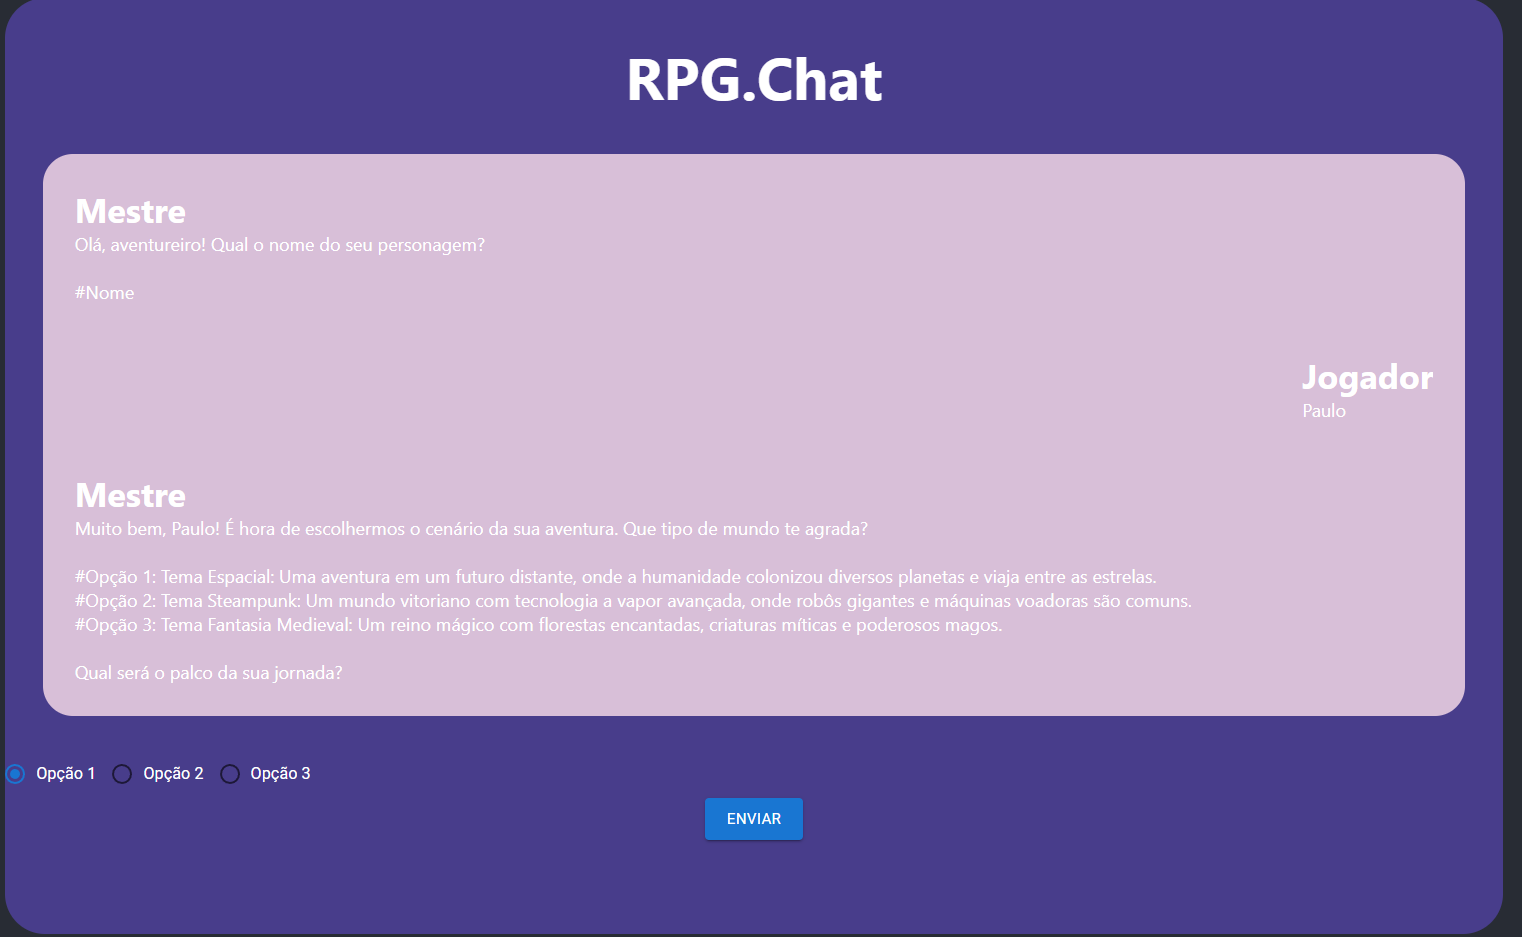 RPG.Chat
Mestre
Olá, aventureiro! Qual o nome do seu personagem?
#Nome
Jogador
Paulo
Mestre
Muito bem, Paulo! É hora de escolhermos o cenário da sua aventura. Que tipo de mundo te agrada?
#Opção 1: Tema Espacial: Uma aventura em um futuro distante, onde a humanidade colonizou diversos planetas e viaja entre as estrelas.
#Opção 2: Tema Steampunk: Um mundo vitoriano com tecnologia a vapor avançada, onde robôs gigantes e máquinas voadoras são comuns.
#Opção 3: Tema Fantasia Medieval: Um reino mágico com florestas encantadas, criaturas míticas e poderosos magos.
Qual será o palco da sua jornada?
Opção 1 Opção 2 Opção 3
ENVIAR